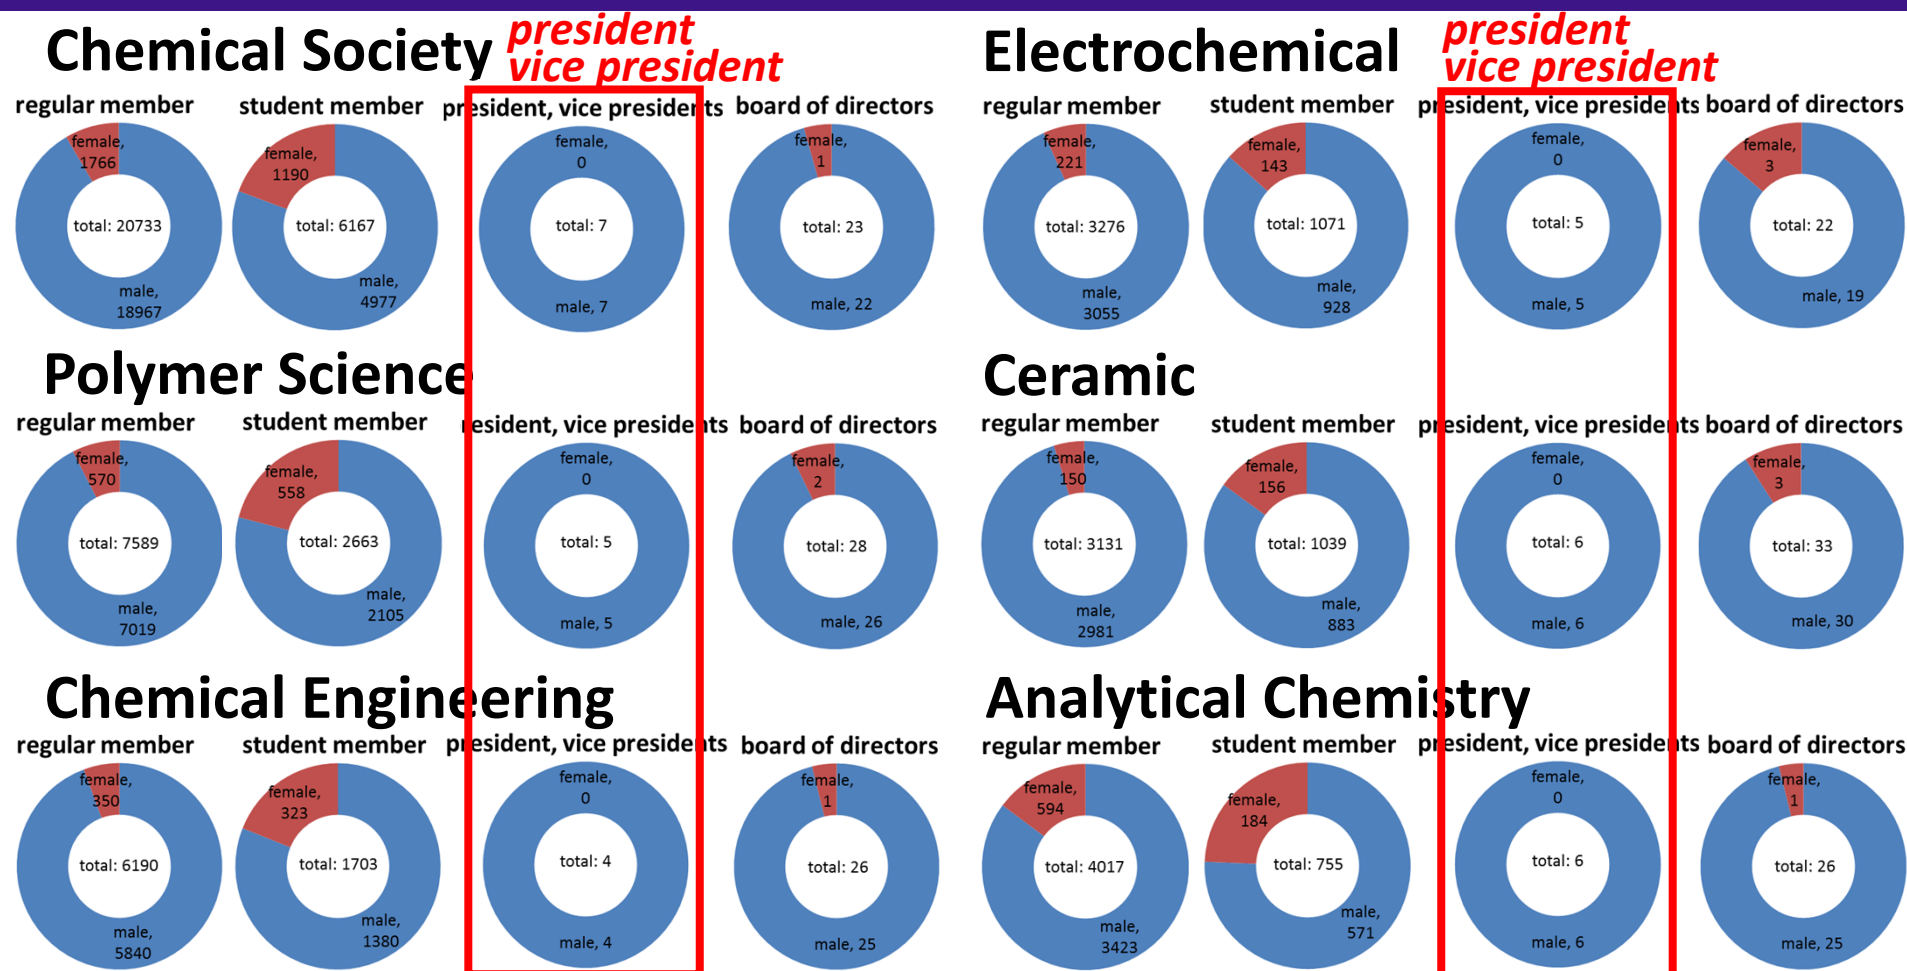 Chemical Society
president
vice president
regular member
student member
president, vice presidents
board of directors
female,
1766
total: 20733
male,
18967
female,
1190
total: 6167
male,
4977
female,
0
total: 7
male, 7
female,
1
total: 23
male, 22
Electrochemical
president
vice president
regular member
student member
president, vice presidents
board of directors
female,
221
total: 3276
male,
3055
female,
143
total: 1071
male,
928
female,
0
total: 5
male, 5
female,
3
total: 22
male, 19
Polymer Science
regular member
student member
resident, vice presidents
board of directors
female,
570
total: 7589
male,
7019
female,
558
total: 2663
male,
2105
female,
0
total: 5
male, 5
female,
2
total: 28
male, 26
Ceramic
regular member
student member
president, vice presidents
board of directors
female,
150
total: 3131
male,
2981
female,
156
total: 1039
male,
883
female,
0
total: 6
male, 6
female,
3
total: 33
male, 30
Chemical Engineering
regular member
student member
president, vice presidents
board of directors
female,
350
total: 6190
male,
5840
female,
323
total: 1703
male,
1380
female,
0
total: 4
male, 4
female,
1
total: 26
male, 25
Analytical Chemistry
regular member
student member
president, vice presidents
board of directors
female,
594
total: 4017
male,
3423
female,
184
total: 755
male,
571
female,
0
total: 6
male, 6
female,
1
total: 26
male, 25